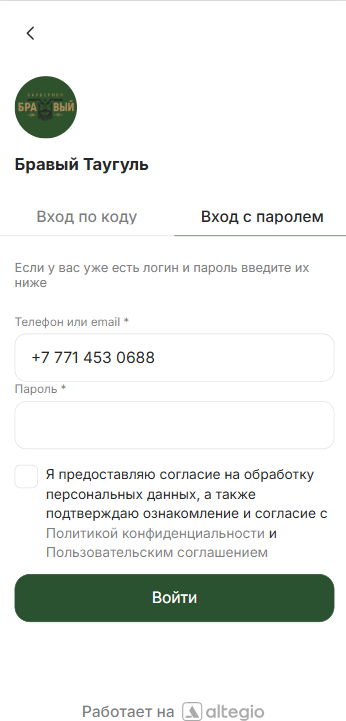 БАРБЕРШОП
БРАВЫЙ
Бравый Таугуль
Вход по коду
Вход с паролем
Если у вас уже есть логин и пароль введите их
ниже
Телефон или email *
+7 771 453 0688
Пароль *
Я предоставляю согласие на обработку
персональных данных, а также
подтверждаю ознакомление и согласие с
Политикой конфиденциальности и
Пользовательским соглашением
Войти
Работает на altegio